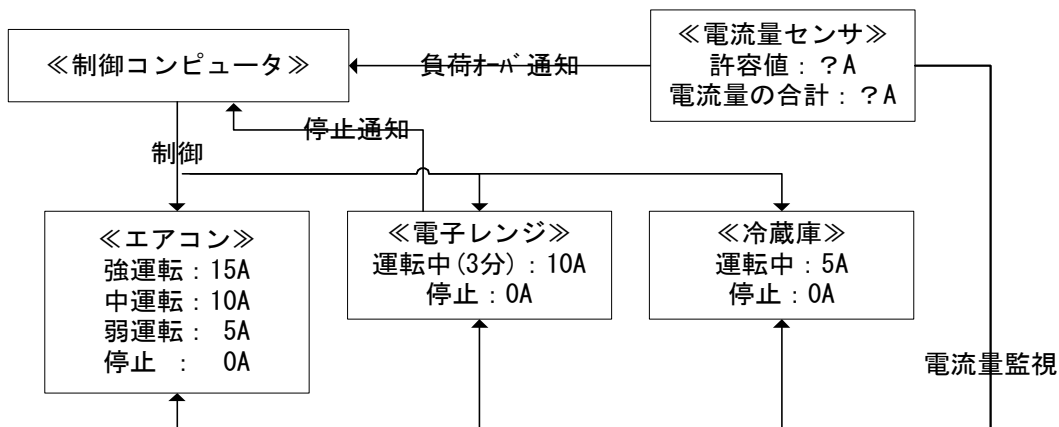 ≪制御コンピュータ≫
負荷ｵｰﾊﾞ通知
≪電流量センサ≫
許容値：？A
電流量の合計：？A
停止通知
制御
≪エアコン≫
強運転：15A
中運転：10A
弱運転： 5A
停止 ： 0A
≪電子レンジ≫
運転中(3分)：10A
停止：0A
≪冷蔵庫≫
運転中：5A
停止：0A
電流量監視